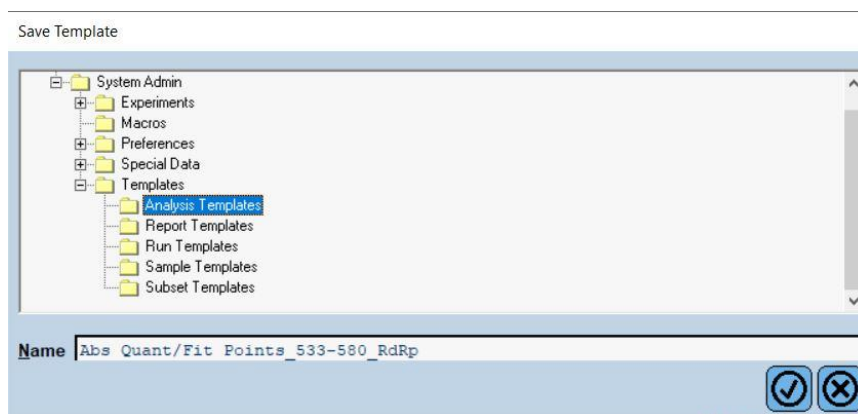 Save Template
System Admin
Experiments
Macros
Preferences
Special Data
Templates
Analysis Templates
Report Templates
Run Templates
Sample Templates
Subset Templates
Name Abs Quant/Fit Points_533-580_RdRp